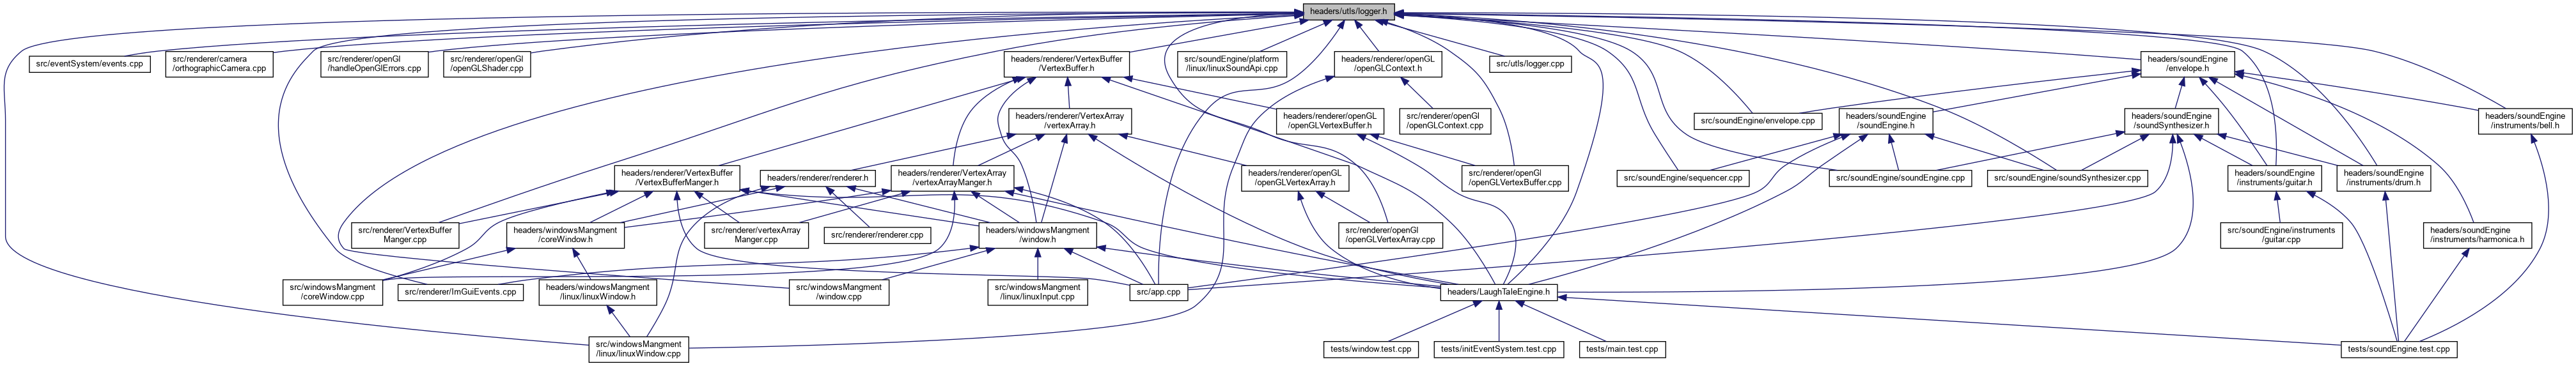 headers/utls/logger.h
src/eventSystem/events.cpp
src/renderer/camera
/orthographicCamera.cpp
src/renderer/openGl
/handleOpenGlErrors.cpp
src/renderer/openGl
/openGLShader.cpp
headers/renderer/VertexBuffer
/VertexBuffer.h
src/soundEngine/platform
/linux/linuxSoundApi.cpp
headers/renderer/openGL
/openGLContext.h
src/utls/logger.cpp
headers/soundEngine
/envelope.h
headers/renderer/VertexArray
/vertexArray.h
headers/renderer/openGL
/openGLVertexBuffer.h
src/renderer/openGl
/openGLContext.cpp
src/soundEngine/envelope.cpp
headers/soundEngine
/soundEngine.h
headers/soundEngine
/soundSynthesizer.h
headers/soundEngine
/instruments/bell.h
headers/renderer/VertexBuffer
/VertexBufferManger.h
headers/renderer/renderer.h
headers/renderer/VertexArray
/vertexArrayManger.h
headers/renderer/openGL
/openGLVertexArray.h
src/renderer/openGl
/openGLVertexBuffer.cpp
src/soundEngine/sequencer.cpp
src/soundEngine/soundEngine.cpp
src/soundEngine/soundSynthesizer.cpp
headers/soundEngine
/instruments/guitar.h
headers/soundEngine
/instruments/drum.h
src/renderer/VertexBuffer
Manger.cpp
headers/windowsMangment
/coreWindow.h
src/renderer/vertexArray
Manger.cpp
src/renderer/renderer.cpp
headers/windowsMangment
/window.h
src/renderer/openGl
/openGLVertexArray.cpp
src/soundEngine/instruments
/guitar.cpp
headers/soundEngine
/instruments/harmonica.h
src/windowsMangment
/coreWindow.cpp
src/renderer/ImGuiEvents.cpp
headers/windowsMangment
/linux/linuxWindow.h
src/windowsMangment
/window.cpp
src/windowsMangment
/linux/linuxInput.cpp
src/app.cpp
headers/LaughTaleEngine.h
src/windowsMangment
/linux/linuxWindow.cpp
tests/window.test.cpp
tests/initEventSystem.test.cpp
tests/main.test.cpp
tests/soundEngine.test.cpp